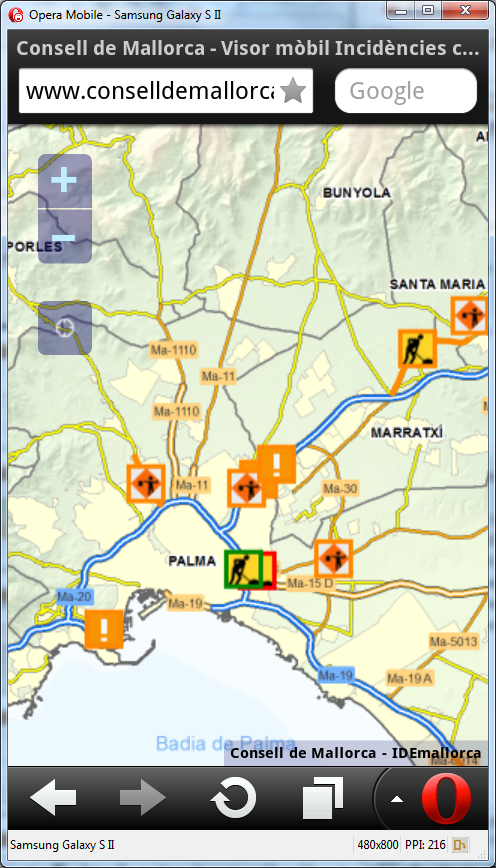 Opera Mobile - Samsung Galaxy S II
Consell de Mallorca - Visor mòbil Incidències c...
www.conselldemallorca
Google
+
−
BUNYOLA
PORLES
SANTA MARIA
Ma-1110
Ma-11
Ma-1110
MARRATXÍ
Ma-11
Ma-30
PALMA
Ma-15 D
Ma-20
Ma-19
Ma-5013
Ma-19
Ma-19 A
Badia de Palma
Consell de Mallorca - IDEmallorca
Samsung Galaxy S II
480x800 PPI: 216